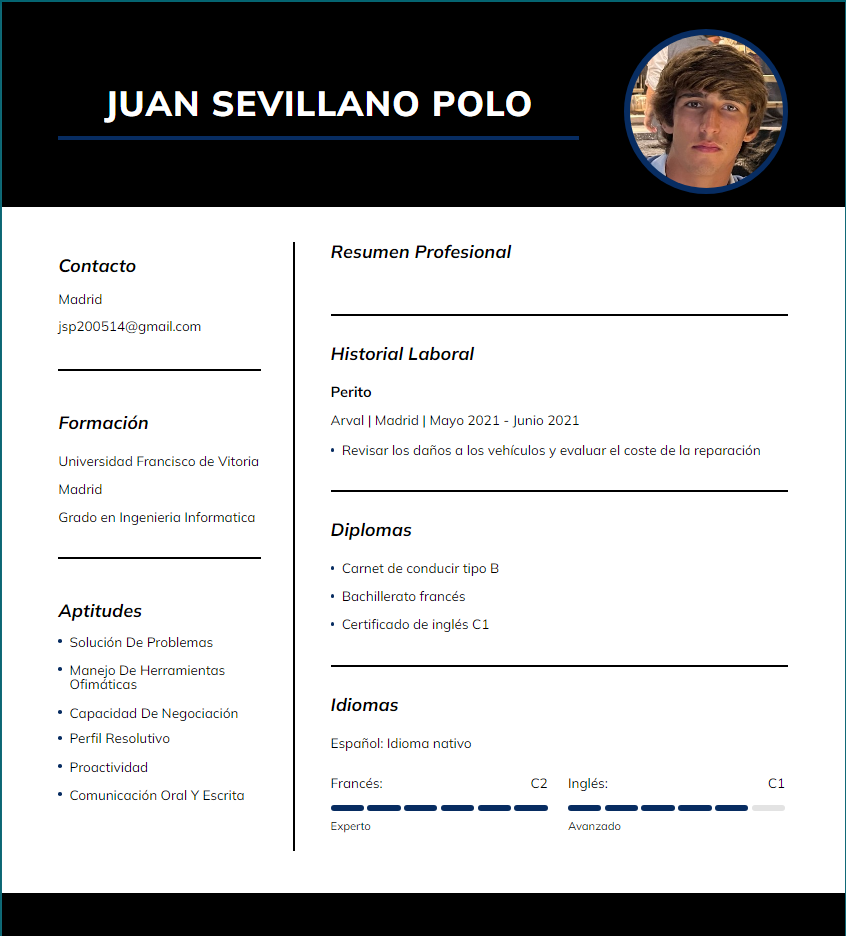 JUAN SEVILLANO POLO
Contacto
Madrid
jsp200514@gmail.com
Formación
Universidad Francisco de Vitoria
Madrid
Grado en Ingenieria Informatica
Aptitudes
Solución De Problemas
Manejo De Herramientas
Ofimáticas
Capacidad De Negociación
Perfil Resolutivo
Proactividad
Comunicación Oral Y Escrita
Resumen Profesional
Historial Laboral
Perito
Arval | Madrid | Mayo 2021 - Junio 2021
Revisar los daños a los vehículos y evaluar el coste de la reparación
Diplomas
Carnet de conducir tipo B
Bachillerato francés
Certificado de inglés C1
Idiomas
Español: Idioma nativo
Francés: C2
Experto
Inglés: C1
Avanzado